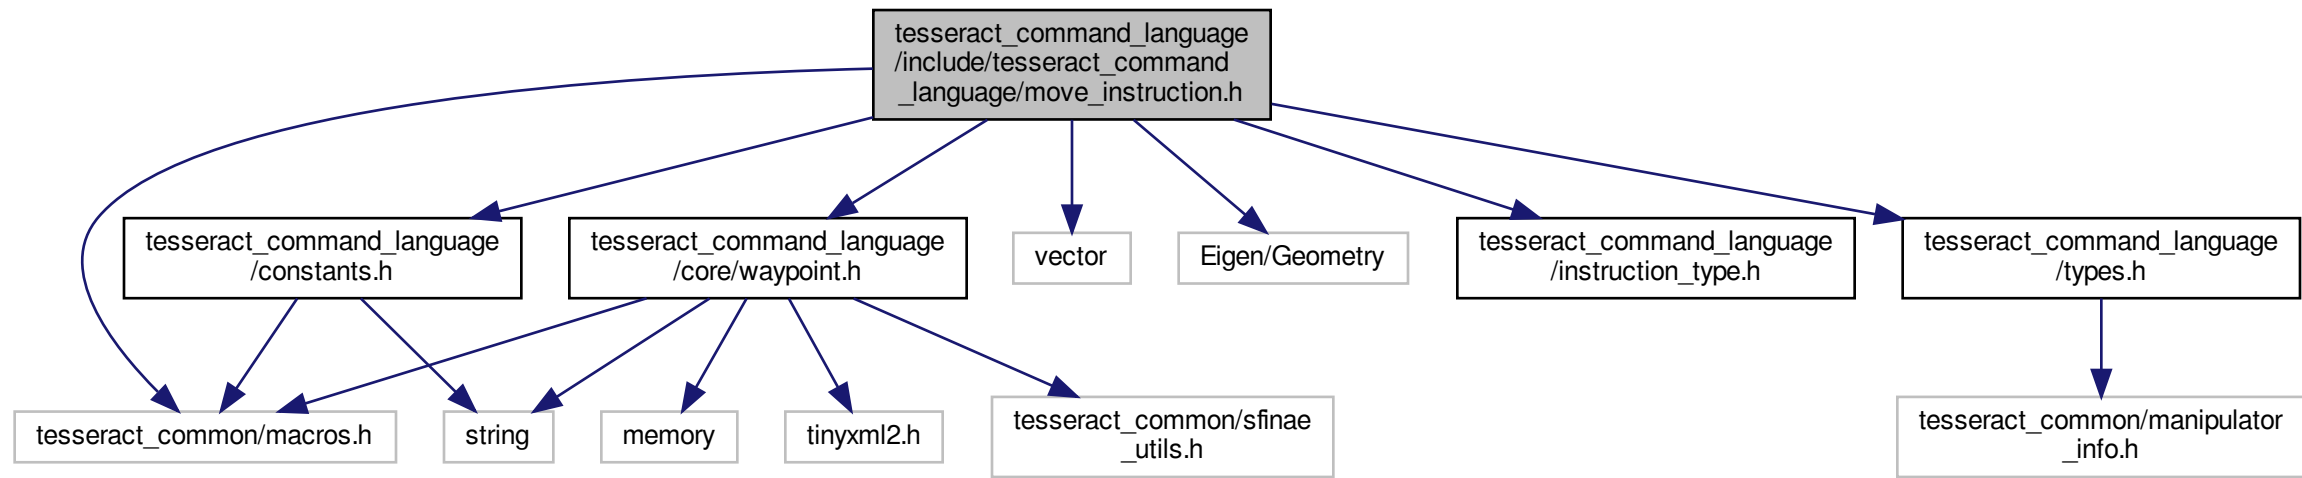 tesseract_command_language
/include/tesseract_command
_language/move_instruction.h
tesseract_command_language
/constants.h
tesseract_command_language
/core/waypoint.h
vector
Eigen/Geometry
tesseract_command_language
/instruction_type.h
tesseract_command_language
/types.h
tesseract_common/macros.h
string
memory
tinyxml2.h
tesseract_common/sfinae
_utils.h
tesseract_common/manipulator
_info.h